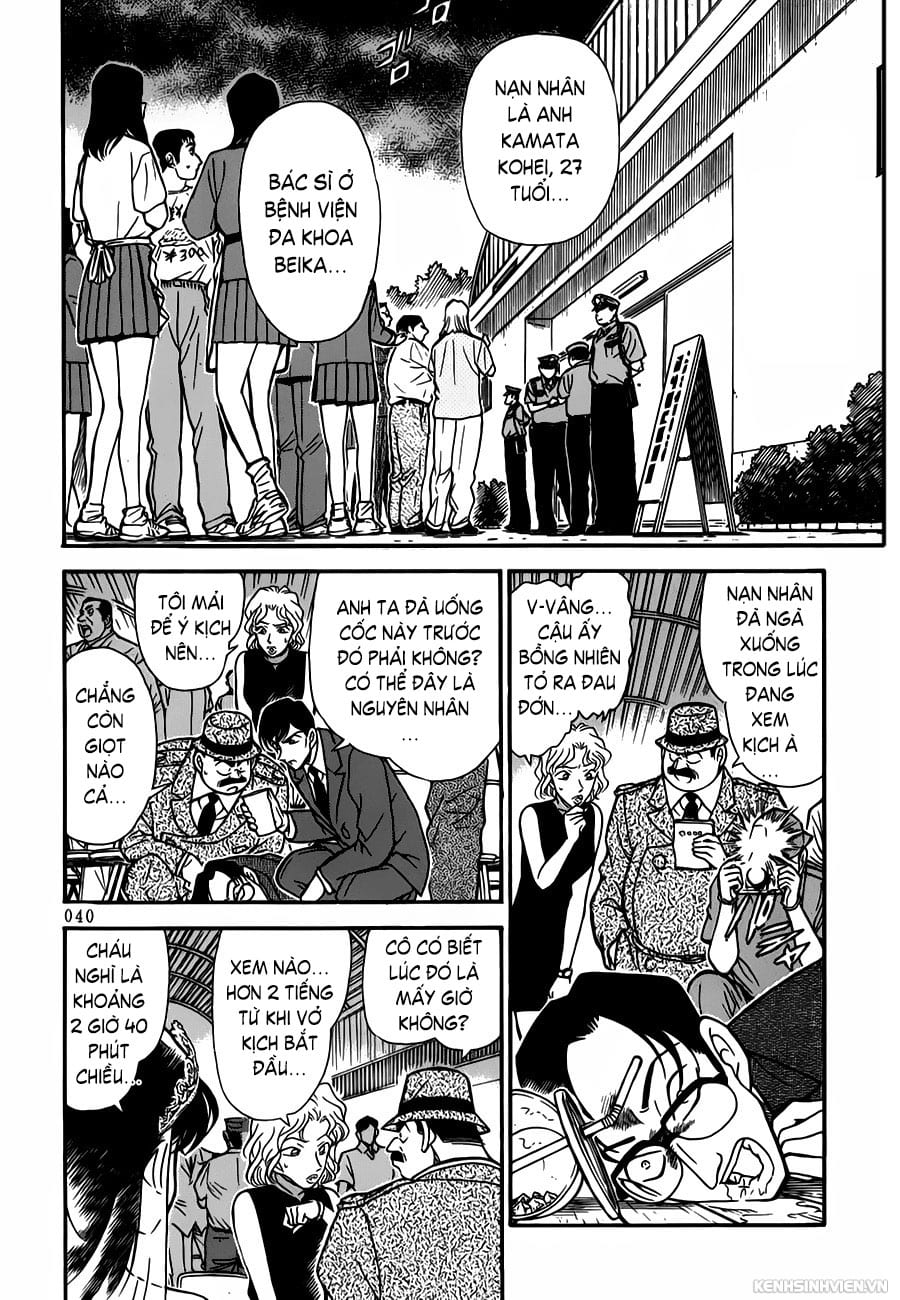 NẠN NHÂN
LÀ ANH
KAMATA
KOHEI, 27
TUỔI...
BÁC SĨ Ở
BỆNH VIỆN
ĐA KHOA
BEIKA...
¥300
NẠN NHÂN
ĐÃ NGÃ
XUỐNG
TRONG LÚC
ĐANG
XEM
KỊCH À
...
V-VÂNG...
CẬU ẤY
BỖNG NHIÊN
TỎ RA ĐAU
ĐỚN...
ANH TA ĐÃ UỐNG
CỐC NÀY TRƯỚC
ĐÓ PHẢI KHÔNG?
CÓ THỂ ĐÂY LÀ
NGUYÊN NHÂN
...
TÔI MẢI
ĐỂ Ý KỊCH
NÊN...
CHẲNG
CÒN
GIỌT
NÀO
CẢ...
040
CÔ CÓ BIẾT
LÚC ĐÓ LÀ
MẤY GIỜ
KHÔNG?
XEM NÀO...
HƠN 2 TIẾNG
TỪ KHI VỞ
KỊCH BẮT
ĐẦU...
CHÁU
NGHĨ LÀ
KHOẢNG
2 GIỜ 40
PHÚT
CHIỀU...
KENHSINHVIEN.VN